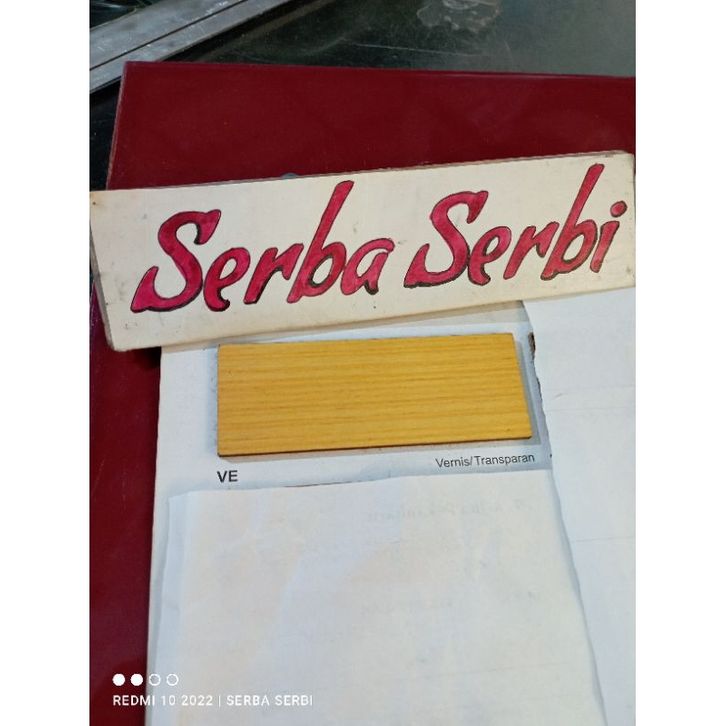 Serba Serbi
VE
Vernis/Transparan
REDMI 10 2022 | SERBA SERBI